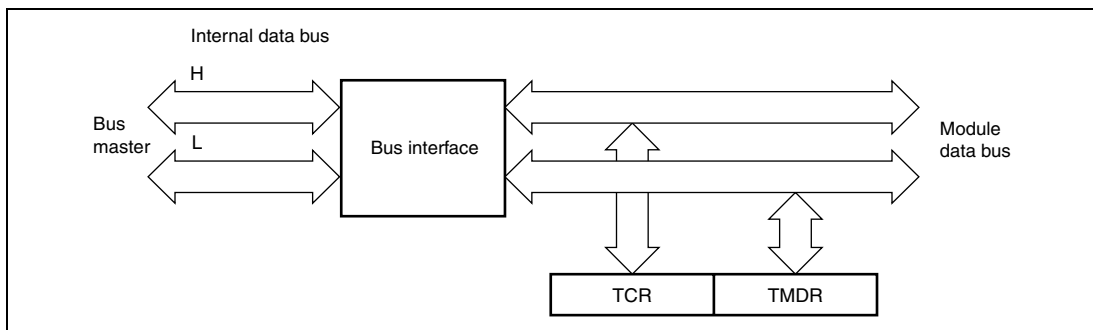 Internal data bus
H
Bus
master
L
Bus interface
Module
data bus
TCR
TMDR